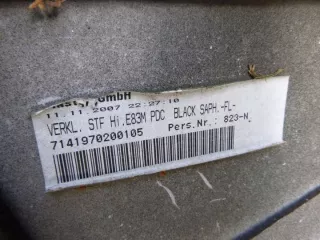 GmbH
11.11.2007 22:07:10
VERKL. STF HI.E83M PDC BLACK SAPH.-FL-
7141970200105
Pers.Nr.: 823-N